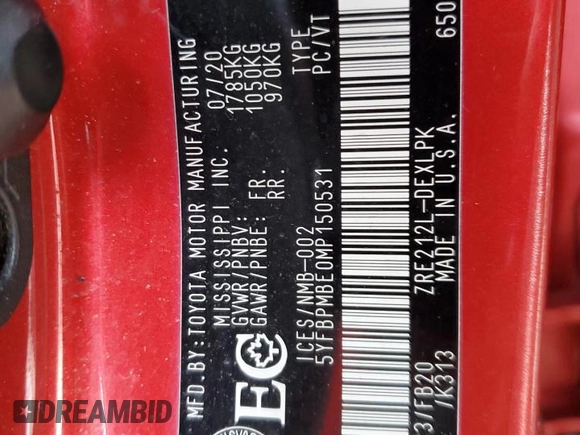 MFD.BY:TOYOTA MOTOR MANUFACTURING
MISSISSIPPI INC. 07/20
GVWR/PNBV: 1785KG
GAWR/PNBE: FR. 1050KG
RR. 970KG
ICES/NMB-002 TYPE
5YFBPMBE0MP150531 PC/VT
ZRE212L-DEXLPK 650
MADE IN U.S.A.
3/FB20
/K313
DREAMBID